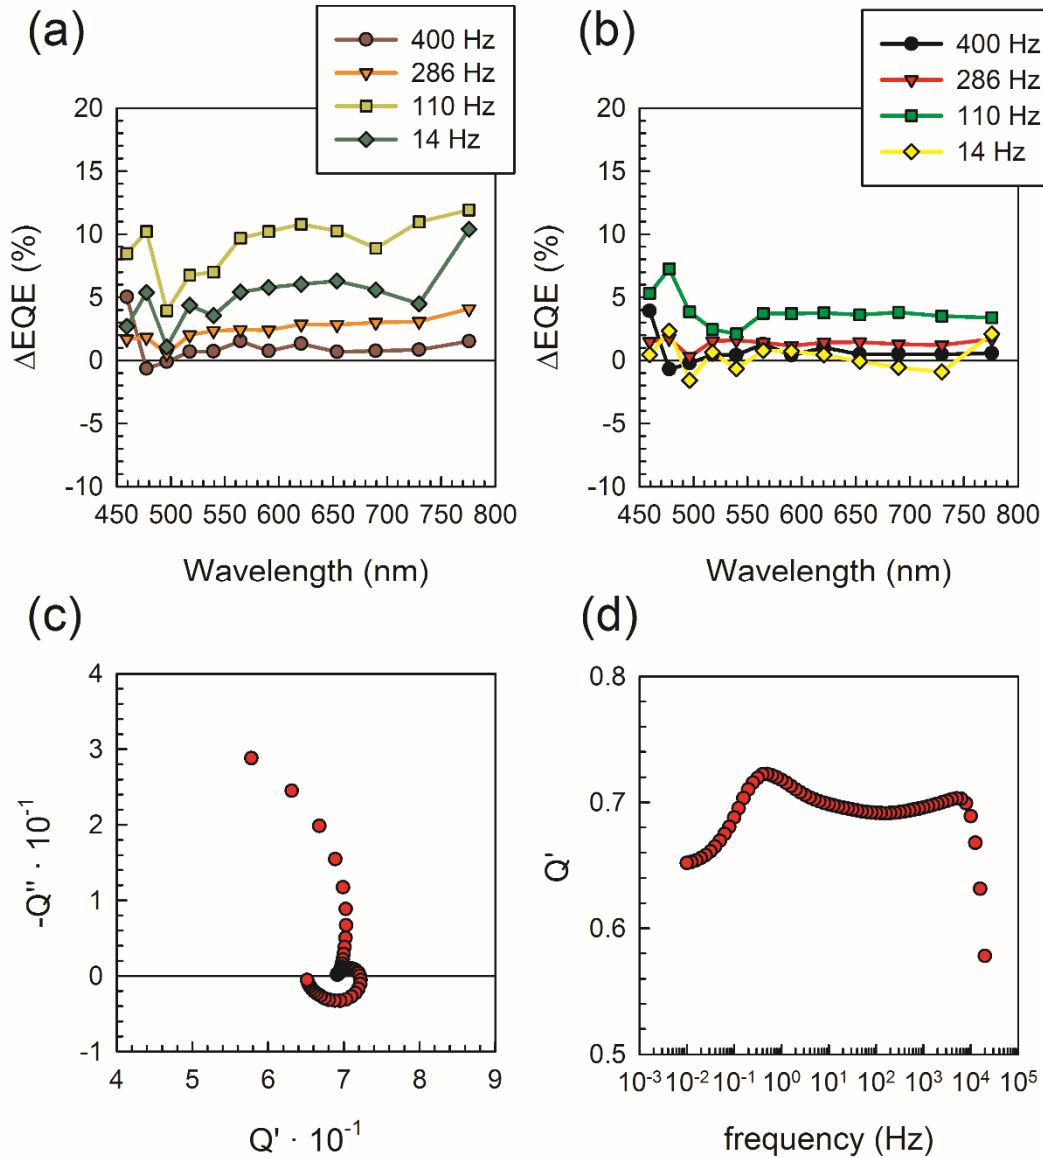 (a)
400 Hz
286 Hz
110 Hz
14 Hz
ΔEQE (%)
20
15
10
5
0
-5
-10
450 500 550 600 650 700 750 800
Wavelength (nm)
(b)
400 Hz
286 Hz
110 Hz
14 Hz
ΔEQE (%)
20
15
10
5
0
-5
-10
450 500 550 600 650 700 750 800
Wavelength (nm)
(c)
-Q'' · 10⁻¹
4
3
2
1
0
-1
4 5 6 7 8 9
Q' · 10⁻¹
(d)
Q'
0.8
0.7
0.6
0.5
10⁻³ 10⁻² 10⁻¹ 10⁰ 10¹ 10² 10³ 10⁴ 10⁵
frequency (Hz)